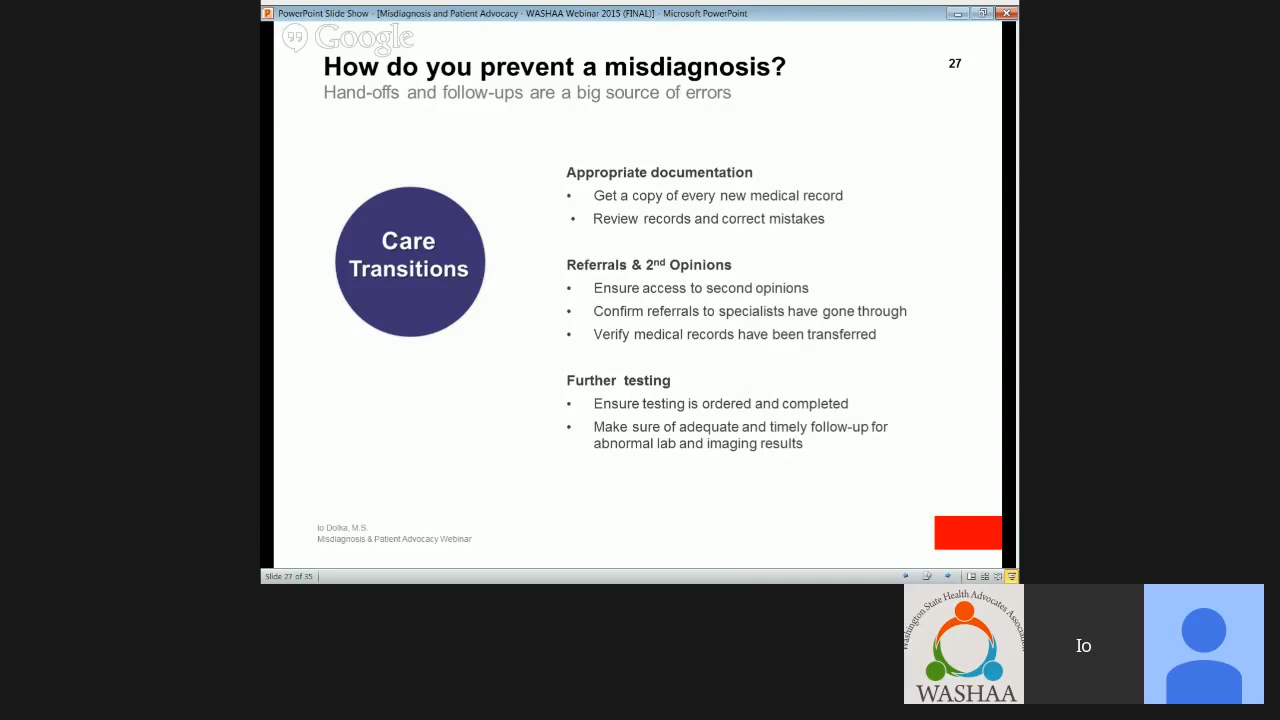 PowerPoint Slide Show - [Misdiagnosis and Patient Advocacy - WASHAA Webinar 2015 (FINAL)] - Microsoft PowerPoint
Google
How do you prevent a misdiagnosis?
27
Hand-offs and follow-ups are a big source of errors
Care
Transitions
Appropriate documentation
• Get a copy of every new medical record
• Review records and correct mistakes
Referrals & 2nd Opinions
• Ensure access to second opinions
• Confirm referrals to specialists have gone through
• Verify medical records have been transferred
Further testing
• Ensure testing is ordered and completed
• Make sure of adequate and timely follow-up for
abnormal lab and imaging results
Io Dolka, M.S.
Misdiagnosis & Patient Advocacy Webinar
Slide 27 of 35
Washington State Health Advocates Association
WASHAA
Io